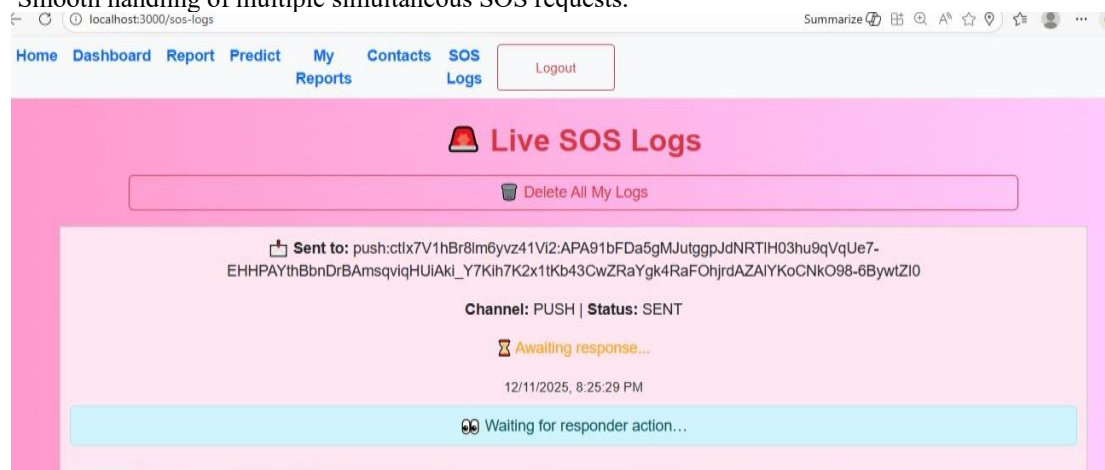 Smooth handling of multiple simultaneous SOS requests.
localhost:3000/sos-logs
Summarize
Home Dashboard Report Predict My Reports Contacts SOS Logs Logout
Live SOS Logs
Delete All My Logs
Sent to: push:ctlx7V1hBr8lm6yvz41Vi2:APA91bFDa5gMJutggpJdNRTlH03hu9qVqUe7-
EHHPAYthBbnDrBAmsqviqHUiAki_Y7Kih7K2x1tKb43CwZRaYgk4RaFOhjrdAZAlYKoCNkO98-6BywtZI0
Channel: PUSH | Status: SENT
Awaiting response...
12/11/2025, 8:25:29 PM
Waiting for responder action…